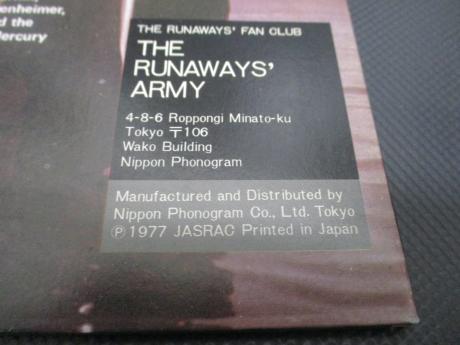 enheimer,
d the
ercury
THE RUNAWAYS' FAN CLUB
THE
RUNAWAYS'
ARMY
4-8-6 Roppongi Minato-ku
Tokyo 〒106
Wako Building
Nippon Phonogram
Manufactured and Distributed by
Nippon Phonogram Co., Ltd. Tokyo
Ⓟ 1977 JASRAC Printed in Japan